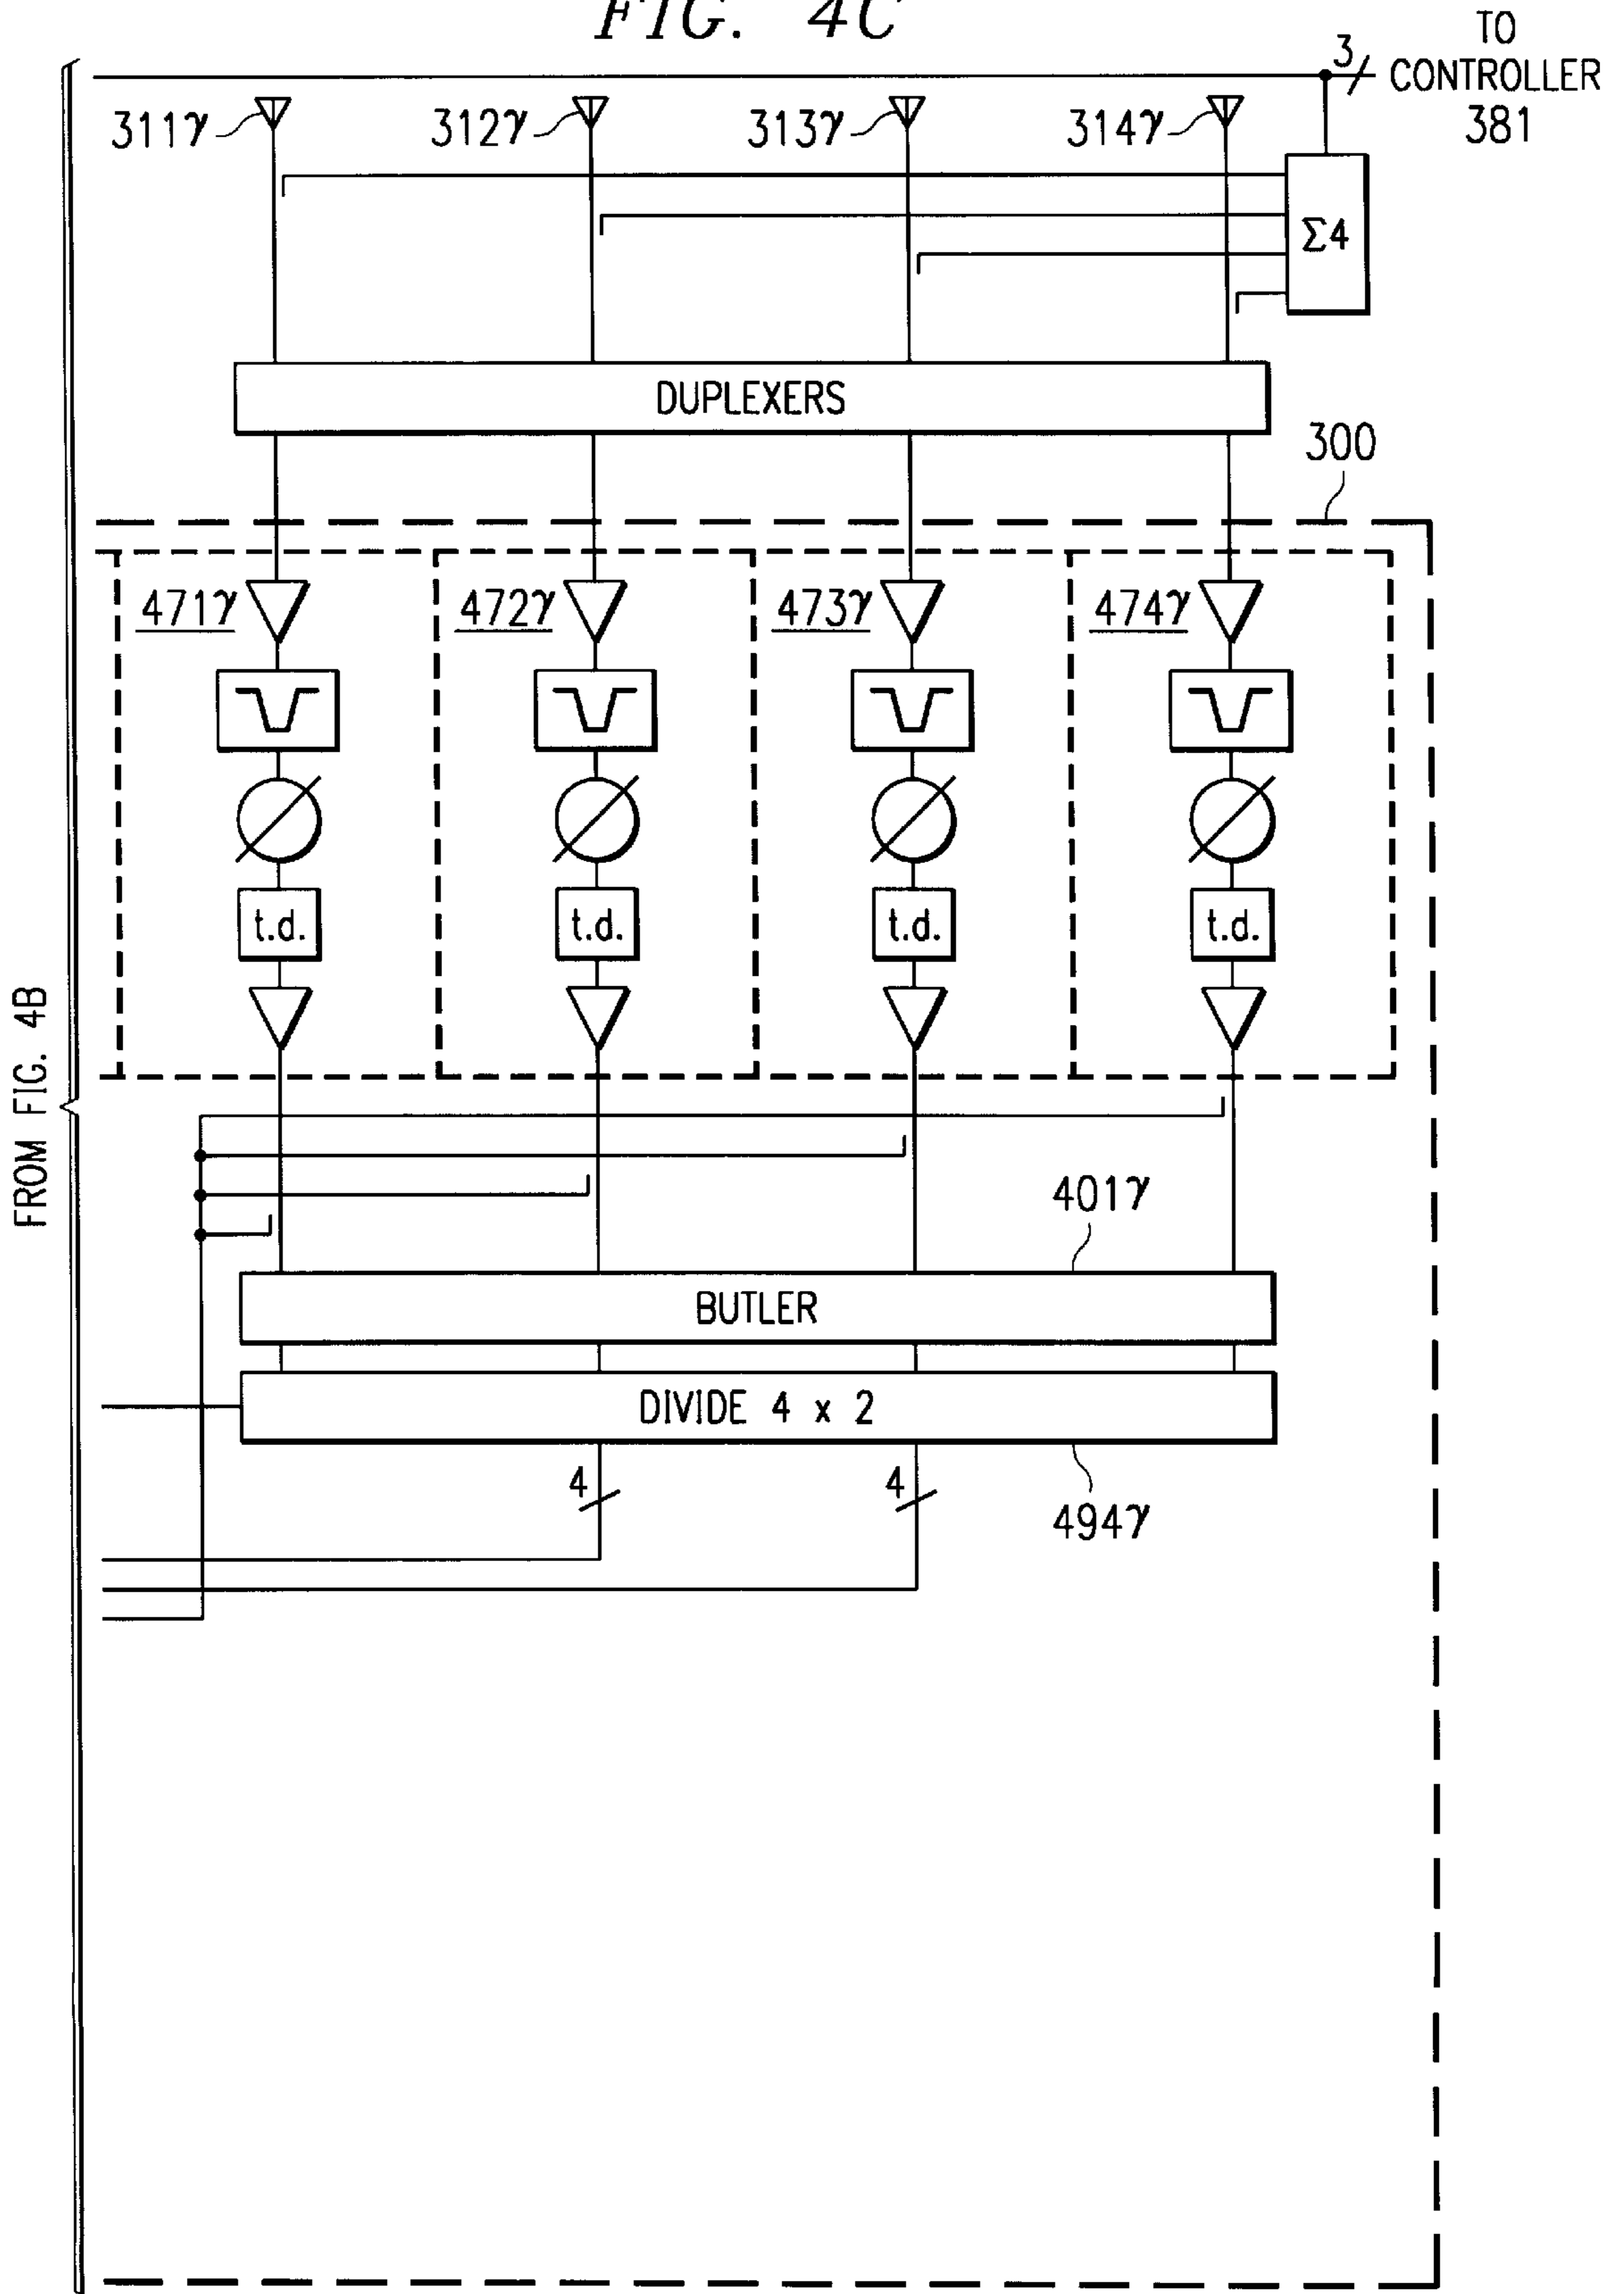 FIG. 4C
TO
CONTROLLER
381
3
311γ
312γ
313γ
314γ
Σ4
DUPLEXERS
300
471γ
472γ
473γ
474γ
t.d.
t.d.
t.d.
t.d.
FROM FIG. 4B
401γ
BUTLER
DIVIDE 4 x 2
4
4
494γ